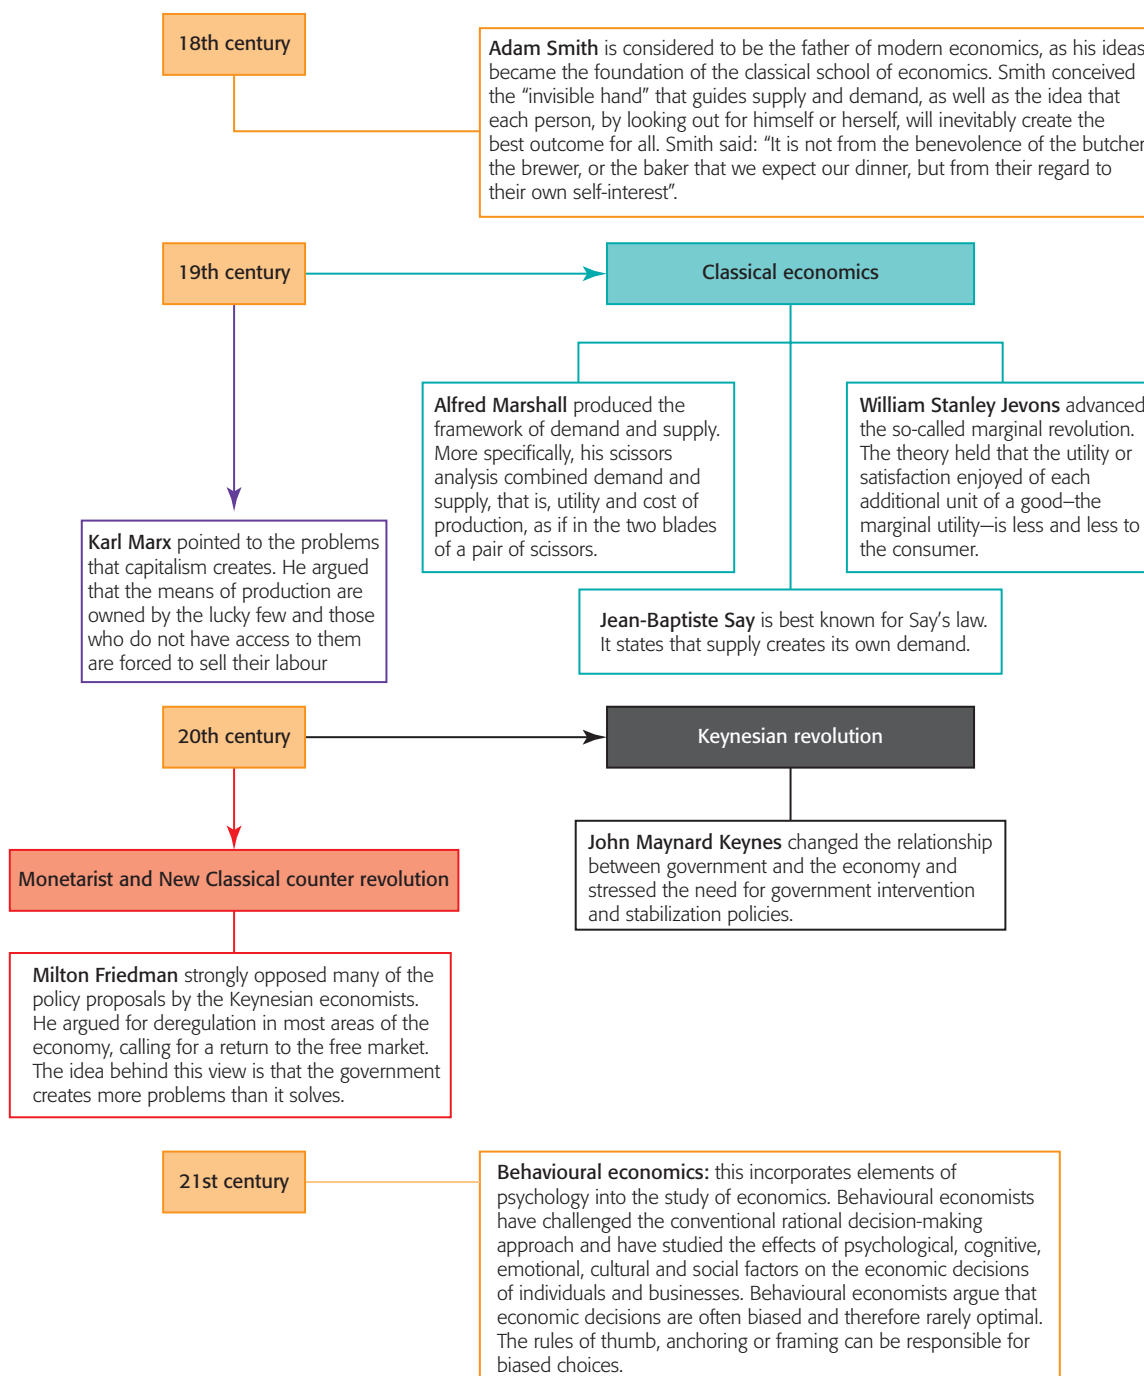 18th century
Adam Smith is considered to be the father of modern economics, as his ideas
became the foundation of the classical school of economics. Smith conceived
the “invisible hand” that guides supply and demand, as well as the idea that
each person, by looking out for himself or herself, will inevitably create the
best outcome for all. Smith said: “It is not from the benevolence of the butcher
the brewer, or the baker that we expect our dinner, but from their regard to
their own self-interest”.
19th century
Classical economics
Alfred Marshall produced the
framework of demand and supply.
More specifically, his scissors
analysis combined demand and
supply, that is, utility and cost of
production, as if in the two blades
of a pair of scissors.
William Stanley Jevons advanced
the so-called marginal revolution.
The theory held that the utility or
satisfaction enjoyed of each
additional unit of a good—the
marginal utility—is less and less to
the consumer.
Karl Marx pointed to the problems
that capitalism creates. He argued
that the means of production are
owned by the lucky few and those
who do not have access to them
are forced to sell their labour
Jean-Baptiste Say is best known for Say’s law.
It states that supply creates its own demand.
20th century
Keynesian revolution
John Maynard Keynes changed the relationship
between government and the economy and
stressed the need for government intervention
and stabilization policies.
Monetarist and New Classical counter revolution
Milton Friedman strongly opposed many of the
policy proposals by the Keynesian economists.
He argued for deregulation in most areas of the
economy, calling for a return to the free market.
The idea behind this view is that the government
creates more problems than it solves.
21st century
Behavioural economics: this incorporates elements of
psychology into the study of economics. Behavioural economists
have challenged the conventional rational decision-making
approach and have studied the effects of psychological, cognitive,
emotional, cultural and social factors on the economic decisions
of individuals and businesses. Behavioural economists argue that
economic decisions are often biased and therefore rarely optimal.
The rules of thumb, anchoring or framing can be responsible for
biased choices.